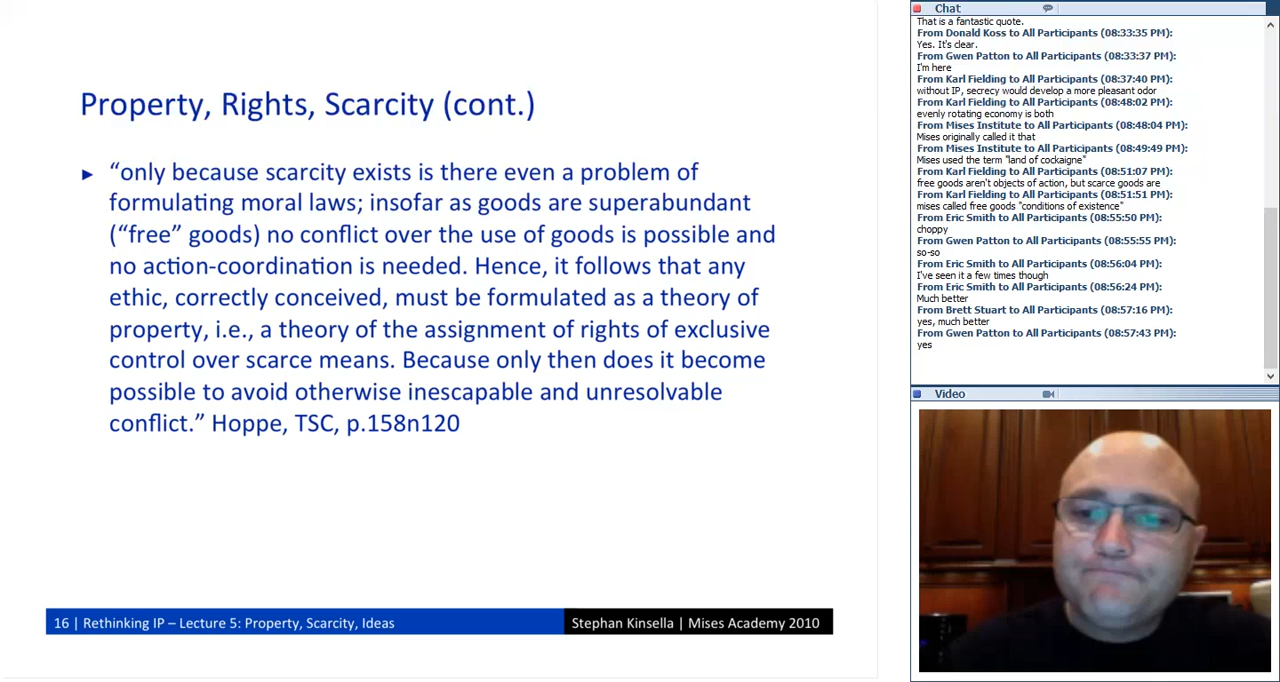 Property, Rights, Scarcity (cont.)
► “only because scarcity exists is there even a problem of
formulating moral laws; insofar as goods are superabundant
(“free” goods) no conflict over the use of goods is possible and
no action-coordination is needed. Hence, it follows that any
ethic, correctly conceived, must be formulated as a theory of
property, i.e., a theory of the assignment of rights of exclusive
control over scarce means. Because only then does it become
possible to avoid otherwise inescapable and unresolvable
conflict.” Hoppe, TSC, p.158n120
16 | Rethinking IP – Lecture 5: Property, Scarcity, Ideas
Stephan Kinsella | Mises Academy 2010
Chat
That is a fantastic quote.
From Donald Koss to All Participants (08:33:35 PM):
Yes. It's clear.
From Gwen Patton to All Participants (08:33:37 PM):
I'm here
From Karl Fielding to All Participants (08:37:40 PM):
without IP, secrecy would develop a more pleasant odor
From Karl Fielding to All Participants (08:48:02 PM):
evenly rotating economy is both
From Mises Institute to All Participants (08:48:04 PM):
Mises originally called it that
From Mises Institute to All Participants (08:49:49 PM):
Mises used the term "land of cockaigne"
From Karl Fielding to All Participants (08:51:07 PM):
free goods aren't objects of action, but scarce goods are
From Karl Fielding to All Participants (08:51:51 PM):
mises called free goods "conditions of existence"
From Eric Smith to All Participants (08:55:50 PM):
choppy
From Gwen Patton to All Participants (08:55:55 PM):
so-so
From Eric Smith to All Participants (08:56:04 PM):
I've seen it a few times though
From Eric Smith to All Participants (08:56:24 PM):
Much better
From Brett Stuart to All Participants (08:57:16 PM):
yes, much better
From Gwen Patton to All Participants (08:57:43 PM):
yes
Video